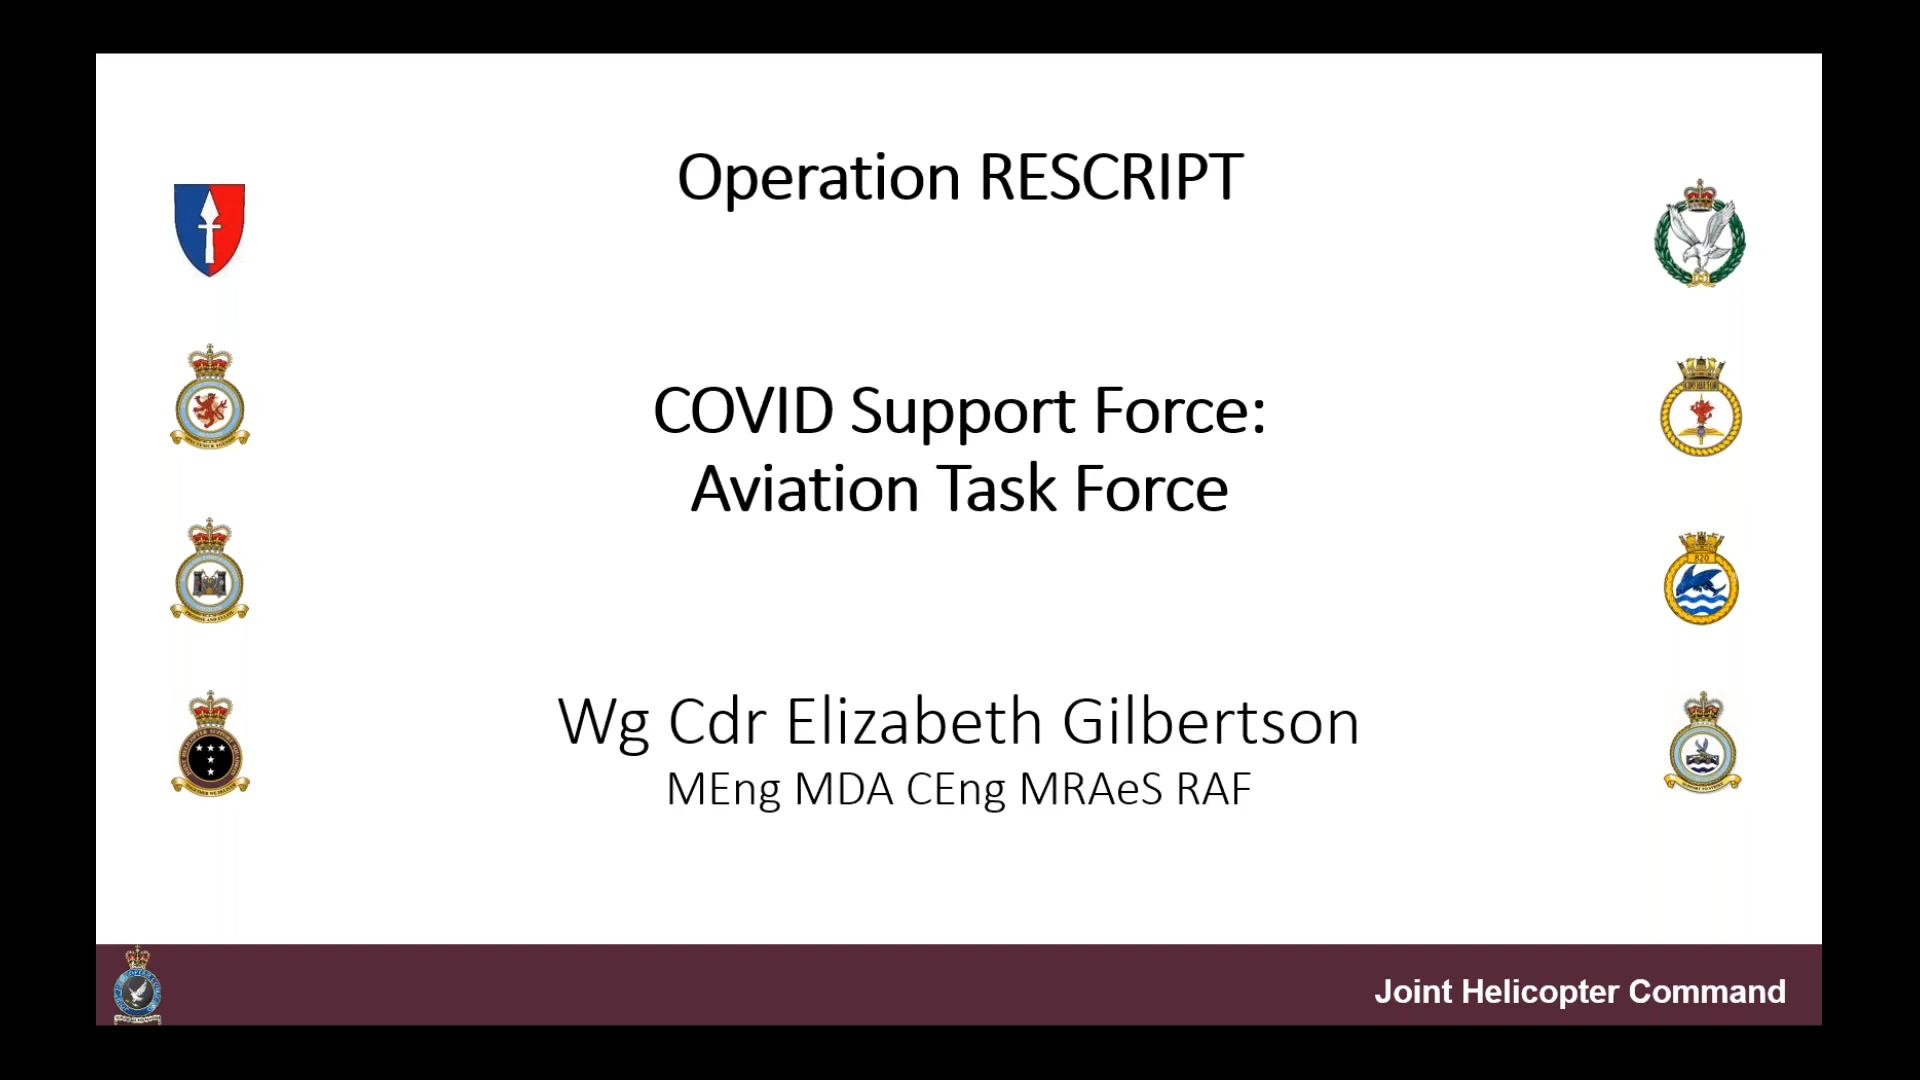 Operation RESCRIPT
COVID Support Force:
Aviation Task Force
Wg Cdr Elizabeth Gilbertson
MEng MDA CEng MRAeS RAF
820
Joint Helicopter Command